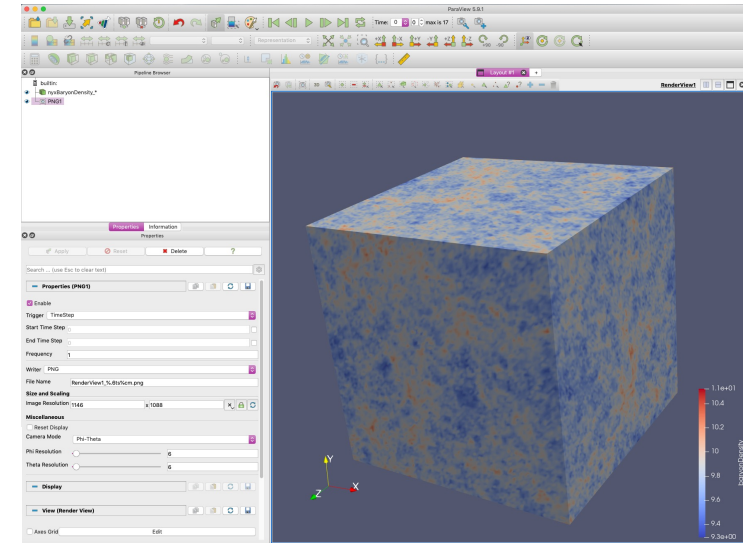 ParaView 5.9.1
Time: 0 0 max is 17
Representation
+X -X +Y -Y +Z -Z
Pipeline Browser
Layout #1
builtin:
nyxBaryonDensity_*
PNG1
3D
RenderView1
Properties Information
Properties
Apply Reset Delete ?
Search ... (use Esc to clear text)
Properties (PNG1)
Enable
Trigger TimeStep
Start Time Step
End Time Step
Frequency 1
Writer PNG
File Name RenderView1_%.6ts%cm.png
Size and Scaling
Image Resolution 1146 x 1088
Miscellaneous
Reset Display
Camera Mode Phi-Theta
Phi Resolution 6
Theta Resolution 6
Display
View (Render View)
Axes Grid Edit
Y
X
Z
1.1e+01
10.4
10.2
10
9.8
9.6
9.4
9.3e+00
baryonDensity